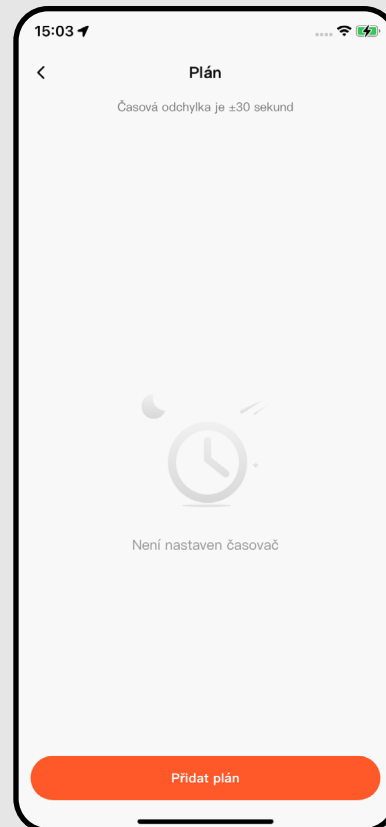 15:03
Plán
Časová odchylka je ±30 sekund
Není nastaven časovač
Přidat plán